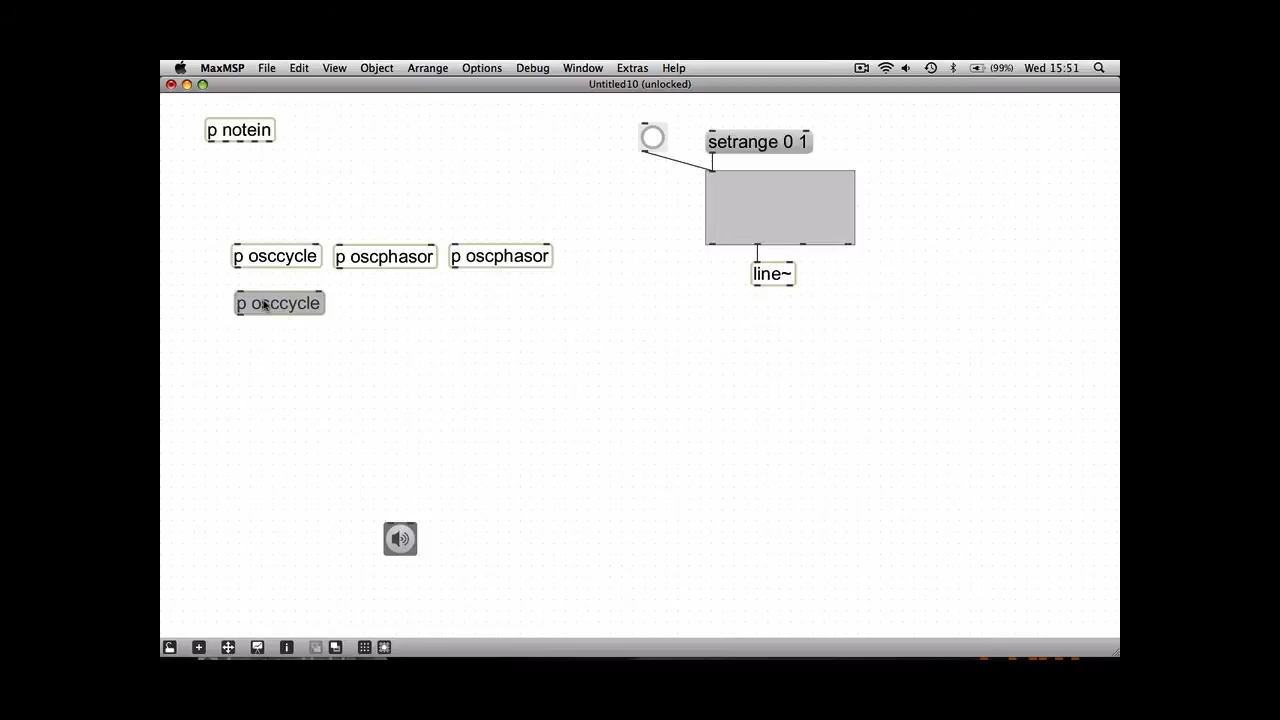 MaxMSP File Edit View Object Arrange Options Debug Window Extras Help (99%) Wed 15:51
Untitled10 (unlocked)
p notein
setrange 0 1
p osccycle p oscphasor p oscphasor
line~
p osccycle